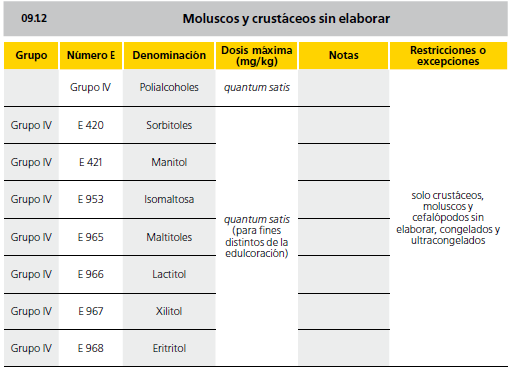 09.12 Moluscos y crustáceos sin elaborar
Grupo Número E Denominación Dosis máxima (mg/kg) Notas Restricciones o excepciones
Grupo IV Polialcoholes quantum satis
Grupo IV E 420 Sorbitoles
Grupo IV E 421 Manitol
Grupo IV E 953 Isomaltosa
Grupo IV E 965 Maltitoles
Grupo IV E 966 Lactitol
Grupo IV E 967 Xilitol
Grupo IV E 968 Eritritol
quantum satis
(para fines
distintos de la
edulcoración)
solo crustáceos,
moluscos y
cefalópodos sin
elaborar, congelados y
ultracongelados